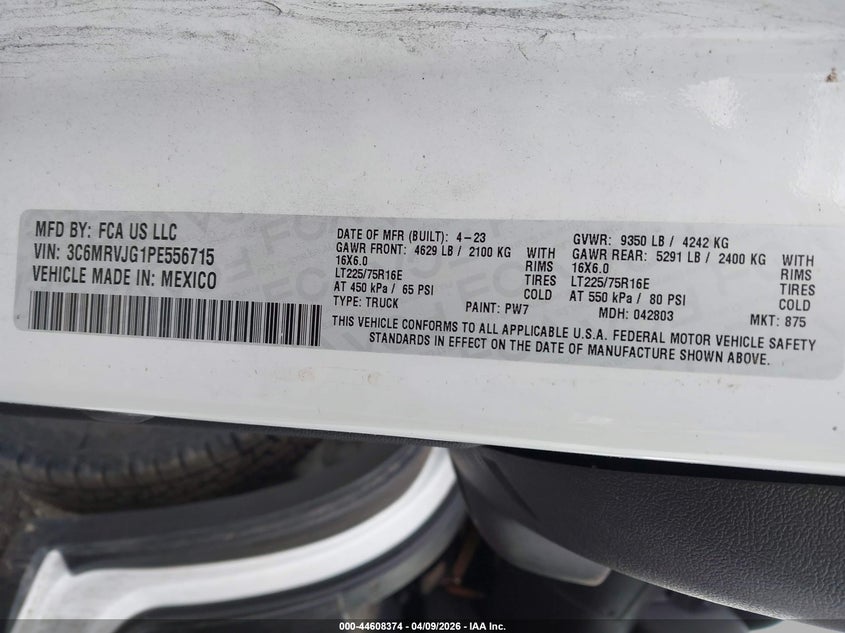 MFD BY: FCA US LLC
VIN: 3C6MRVJG1PE556715
VEHICLE MADE IN: MEXICO
DATE OF MFR (BUILT): 4-23
GAWR FRONT: 4629 LB / 2100 KG WITH
16X6.0 RIMS
LT225/75R16E TIRES
AT 450 kPa / 65 PSI COLD
TYPE: TRUCK PAINT: PW7
GVWR: 9350 LB / 4242 KG
GAWR REAR: 5291 LB / 2400 KG WITH
16X6.0 RIMS
LT225/75R16E TIRES
AT 550 kPa / 80 PSI COLD
MDH: 042803 MKT: 875
THIS VEHICLE CONFORMS TO ALL APPLICABLE U.S.A. FEDERAL MOTOR VEHICLE SAFETY
STANDARDS IN EFFECT ON THE DATE OF MANUFACTURE SHOWN ABOVE.
000-44608374 / 04/09/2026 - IAA Inc.